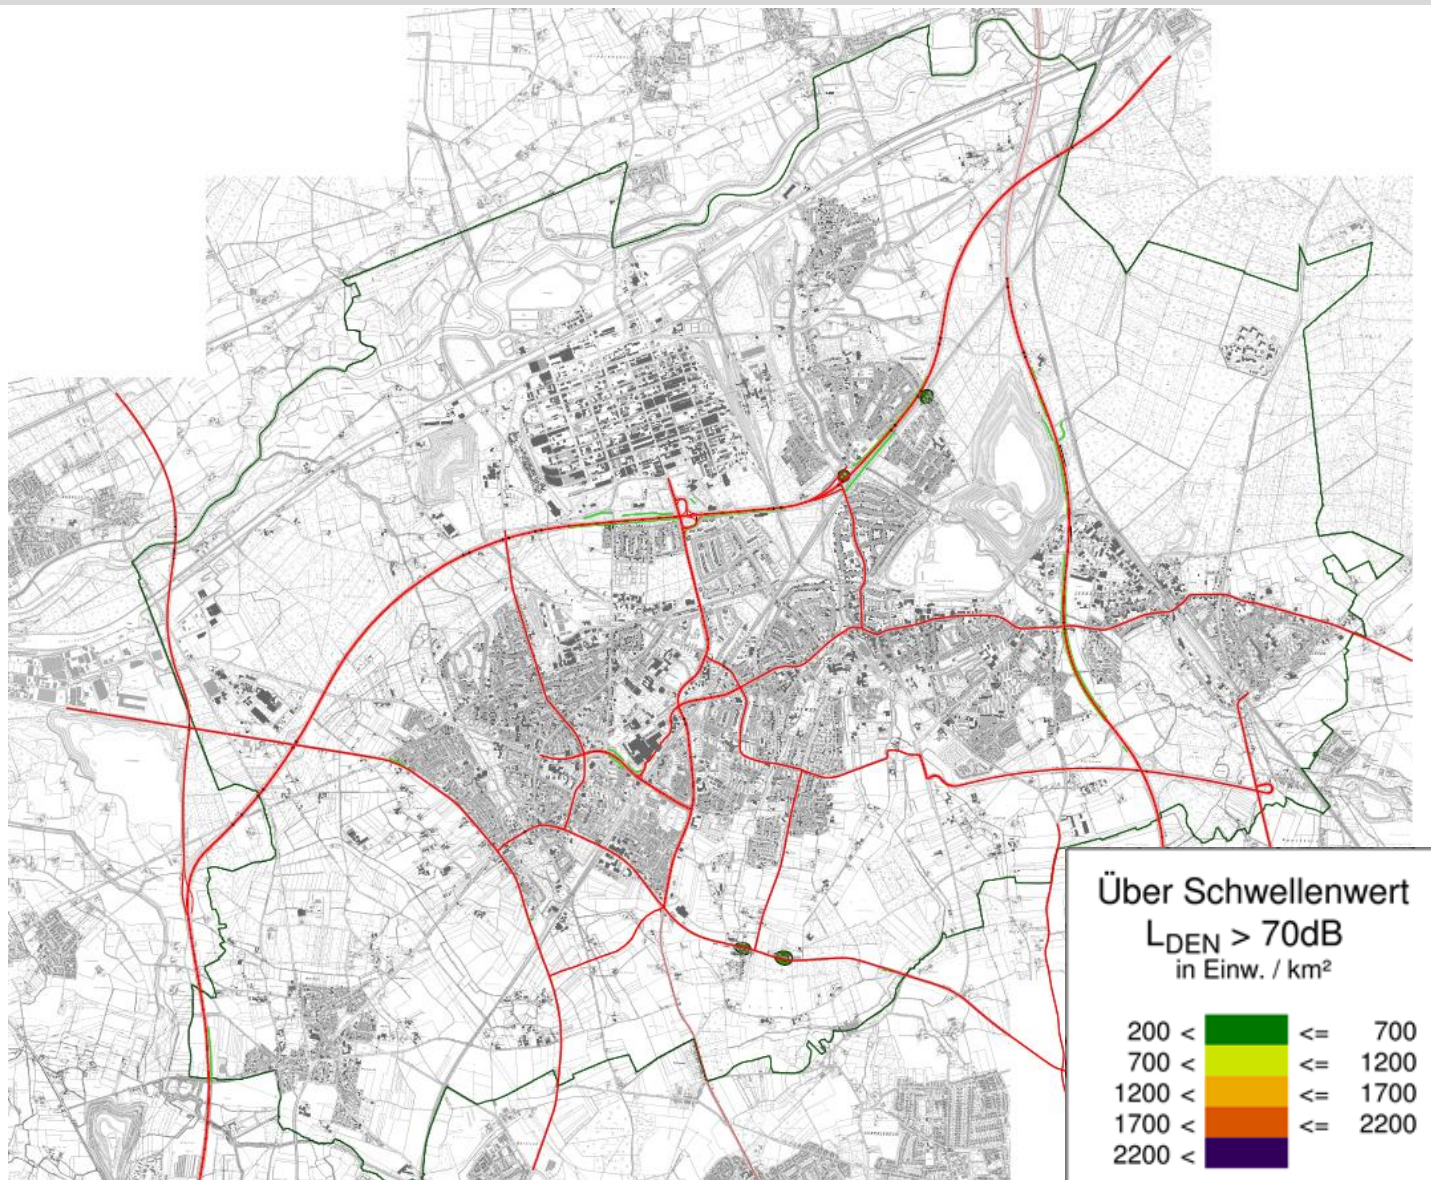 Über Schwellenwert
LDEN > 70dB
in Einw. / km²
200 < <= 700
700 < <= 1200
1200 < <= 1700
1700 < <= 2200
2200 <